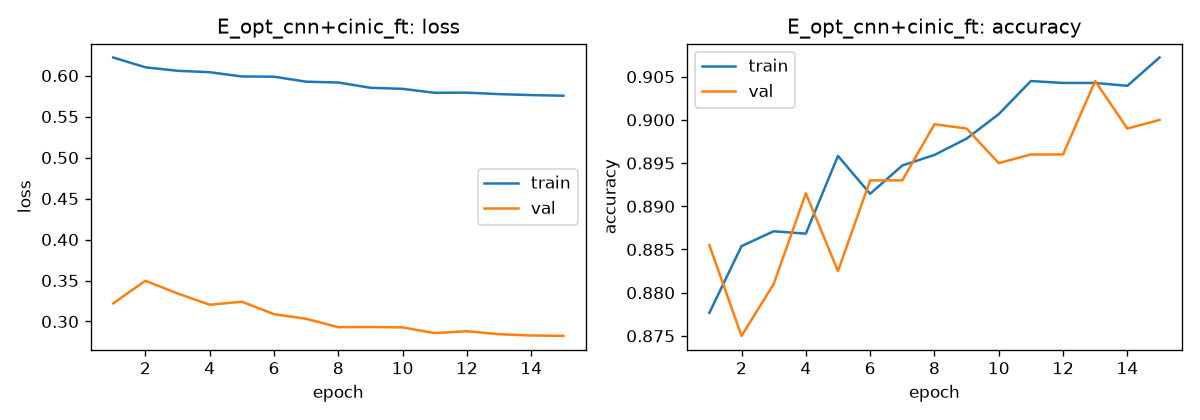 E_opt_cnn+cinic_ft: loss
loss
0.60
0.55
0.50
0.45
0.40
0.35
0.30
train
val
2 4 6 8 10 12 14
epoch
E_opt_cnn+cinic_ft: accuracy
accuracy
train
val
0.905
0.900
0.895
0.890
0.885
0.880
0.875
2 4 6 8 10 12 14
epoch